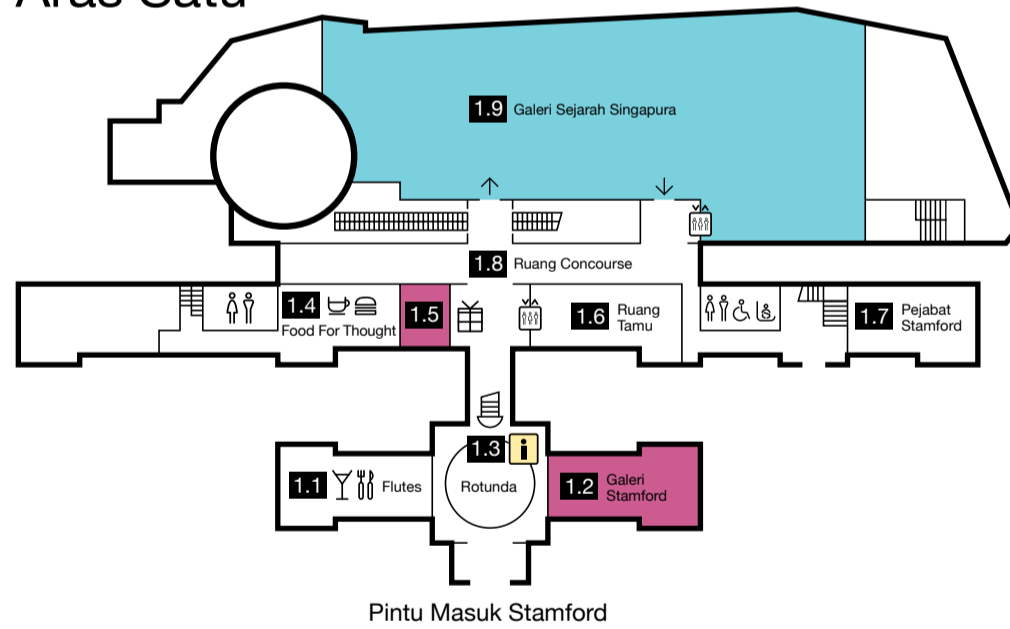 Aras Satu
1.9 Galeri Sejarah Singapura
1.8 Ruang Concourse
1.4
Food For Thought
1.5
1.6 Ruang
Tamu
1.7 Pejabat
Stamford
1.3 i
1.1 Flutes
Rotunda
1.2 Galeri
Stamford
Pintu Masuk Stamford